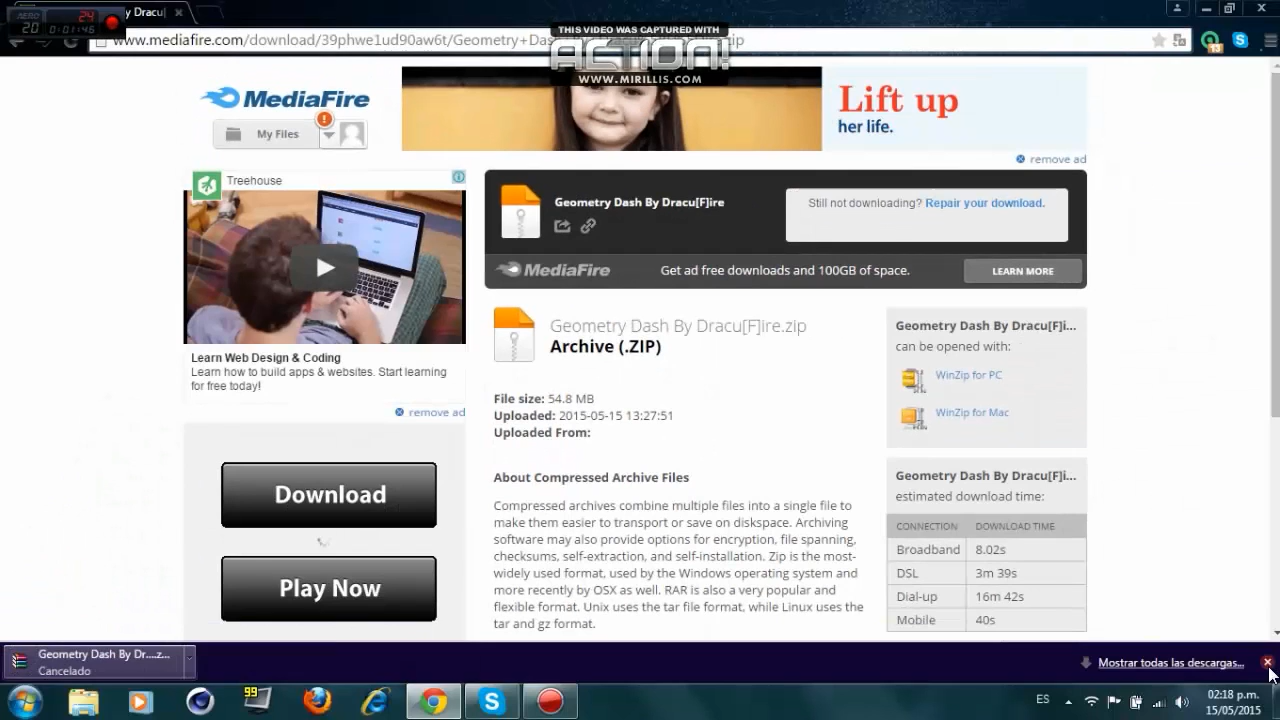 y Dracu[
24
20
0:01:46
THIS VIDEO WAS CAPTURED WITH
ACTION!
WWW.MIRILLIS.COM
www.mediafire.com/download/39phwe1ud90aw6t/Geometry+Das
ip
MediaFire
My Files
Lift up
her life.
remove ad
Treehouse
Learn Web Design & Coding
Learn how to build apps & websites. Start learning
for free today!
remove ad
Download
Play Now
Geometry Dash By Dracu[F]ire
Still not downloading? Repair your download.
MediaFire
Get ad free downloads and 100GB of space.
LEARN MORE
Geometry Dash By Dracu[F]ire.zip
Archive (.ZIP)
File size: 54.8 MB
Uploaded: 2015-05-15 13:27:51
Uploaded From:
About Compressed Archive Files
Compressed archives combine multiple files into a single file to
make them easier to transport or save on diskspace. Archiving
software may also provide options for encryption, file spanning,
checksums, self-extraction, and self-installation. Zip is the most-
widely used format, used by the Windows operating system and
more recently by OSX as well. RAR is also a very popular and
flexible format. Unix uses the tar file format, while Linux uses the
tar and gz format.
Geometry Dash By Dracu[F]i...
can be opened with:
WinZip for PC
WinZip for Mac
Geometry Dash By Dracu[F]i...
estimated download time:
CONNECTION DOWNLOAD TIME
Broadband 8.02s
DSL 3m 39s
Dial-up 16m 42s
Mobile 40s
Geometry Dash By Dr....z...
Cancelado
Mostrar todas las descargas...
99
ES
02:18 p.m.
15/05/2015